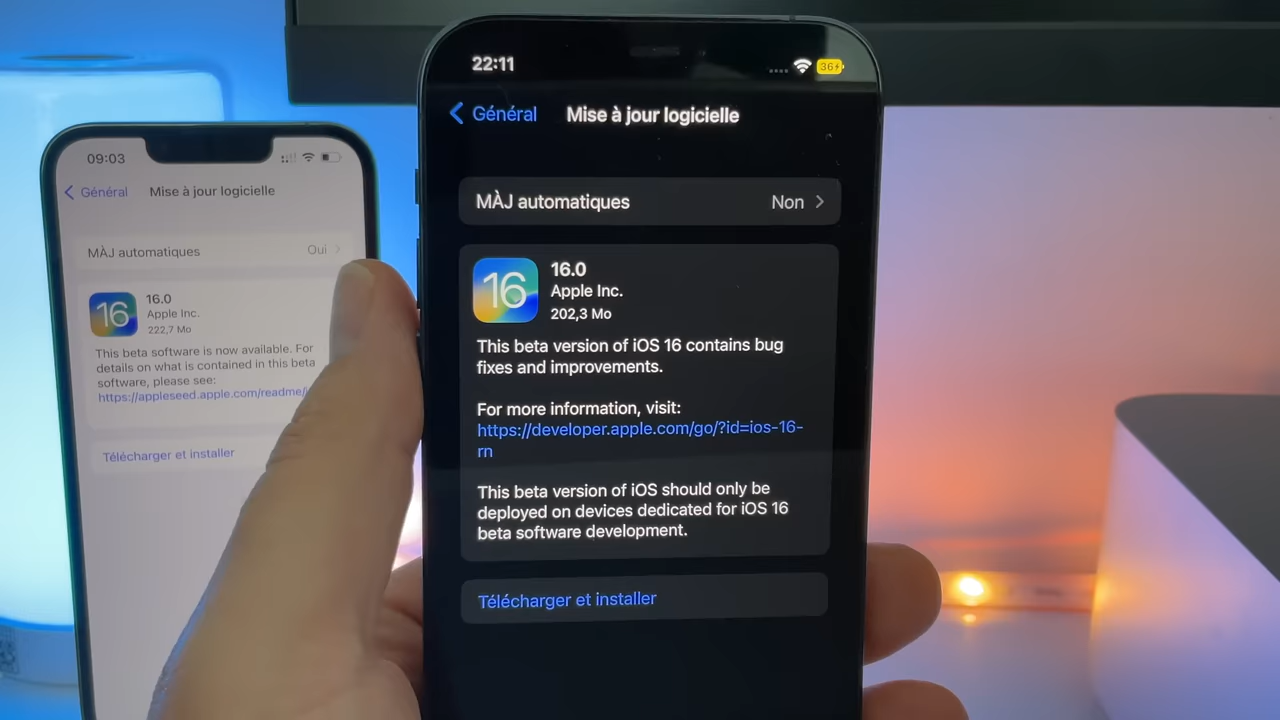 09:03
Général Mise à jour logicielle
MÀJ automatiques Oui
16
16.0
Apple Inc.
222,7 Mo
This beta software is now available. For
details on what is contained in this beta
software, please see:
https://appleseed.apple.com/readme/
Télécharger et installer
22:11
36
Général Mise à jour logicielle
MÀJ automatiques Non
16
16.0
Apple Inc.
202,3 Mo
This beta version of iOS 16 contains bug
fixes and improvements.
For more information, visit:
https://developer.apple.com/go/?id=ios-16-
rn
This beta version of iOS should only be
deployed on devices dedicated for iOS 16
beta software development.
Télécharger et installer